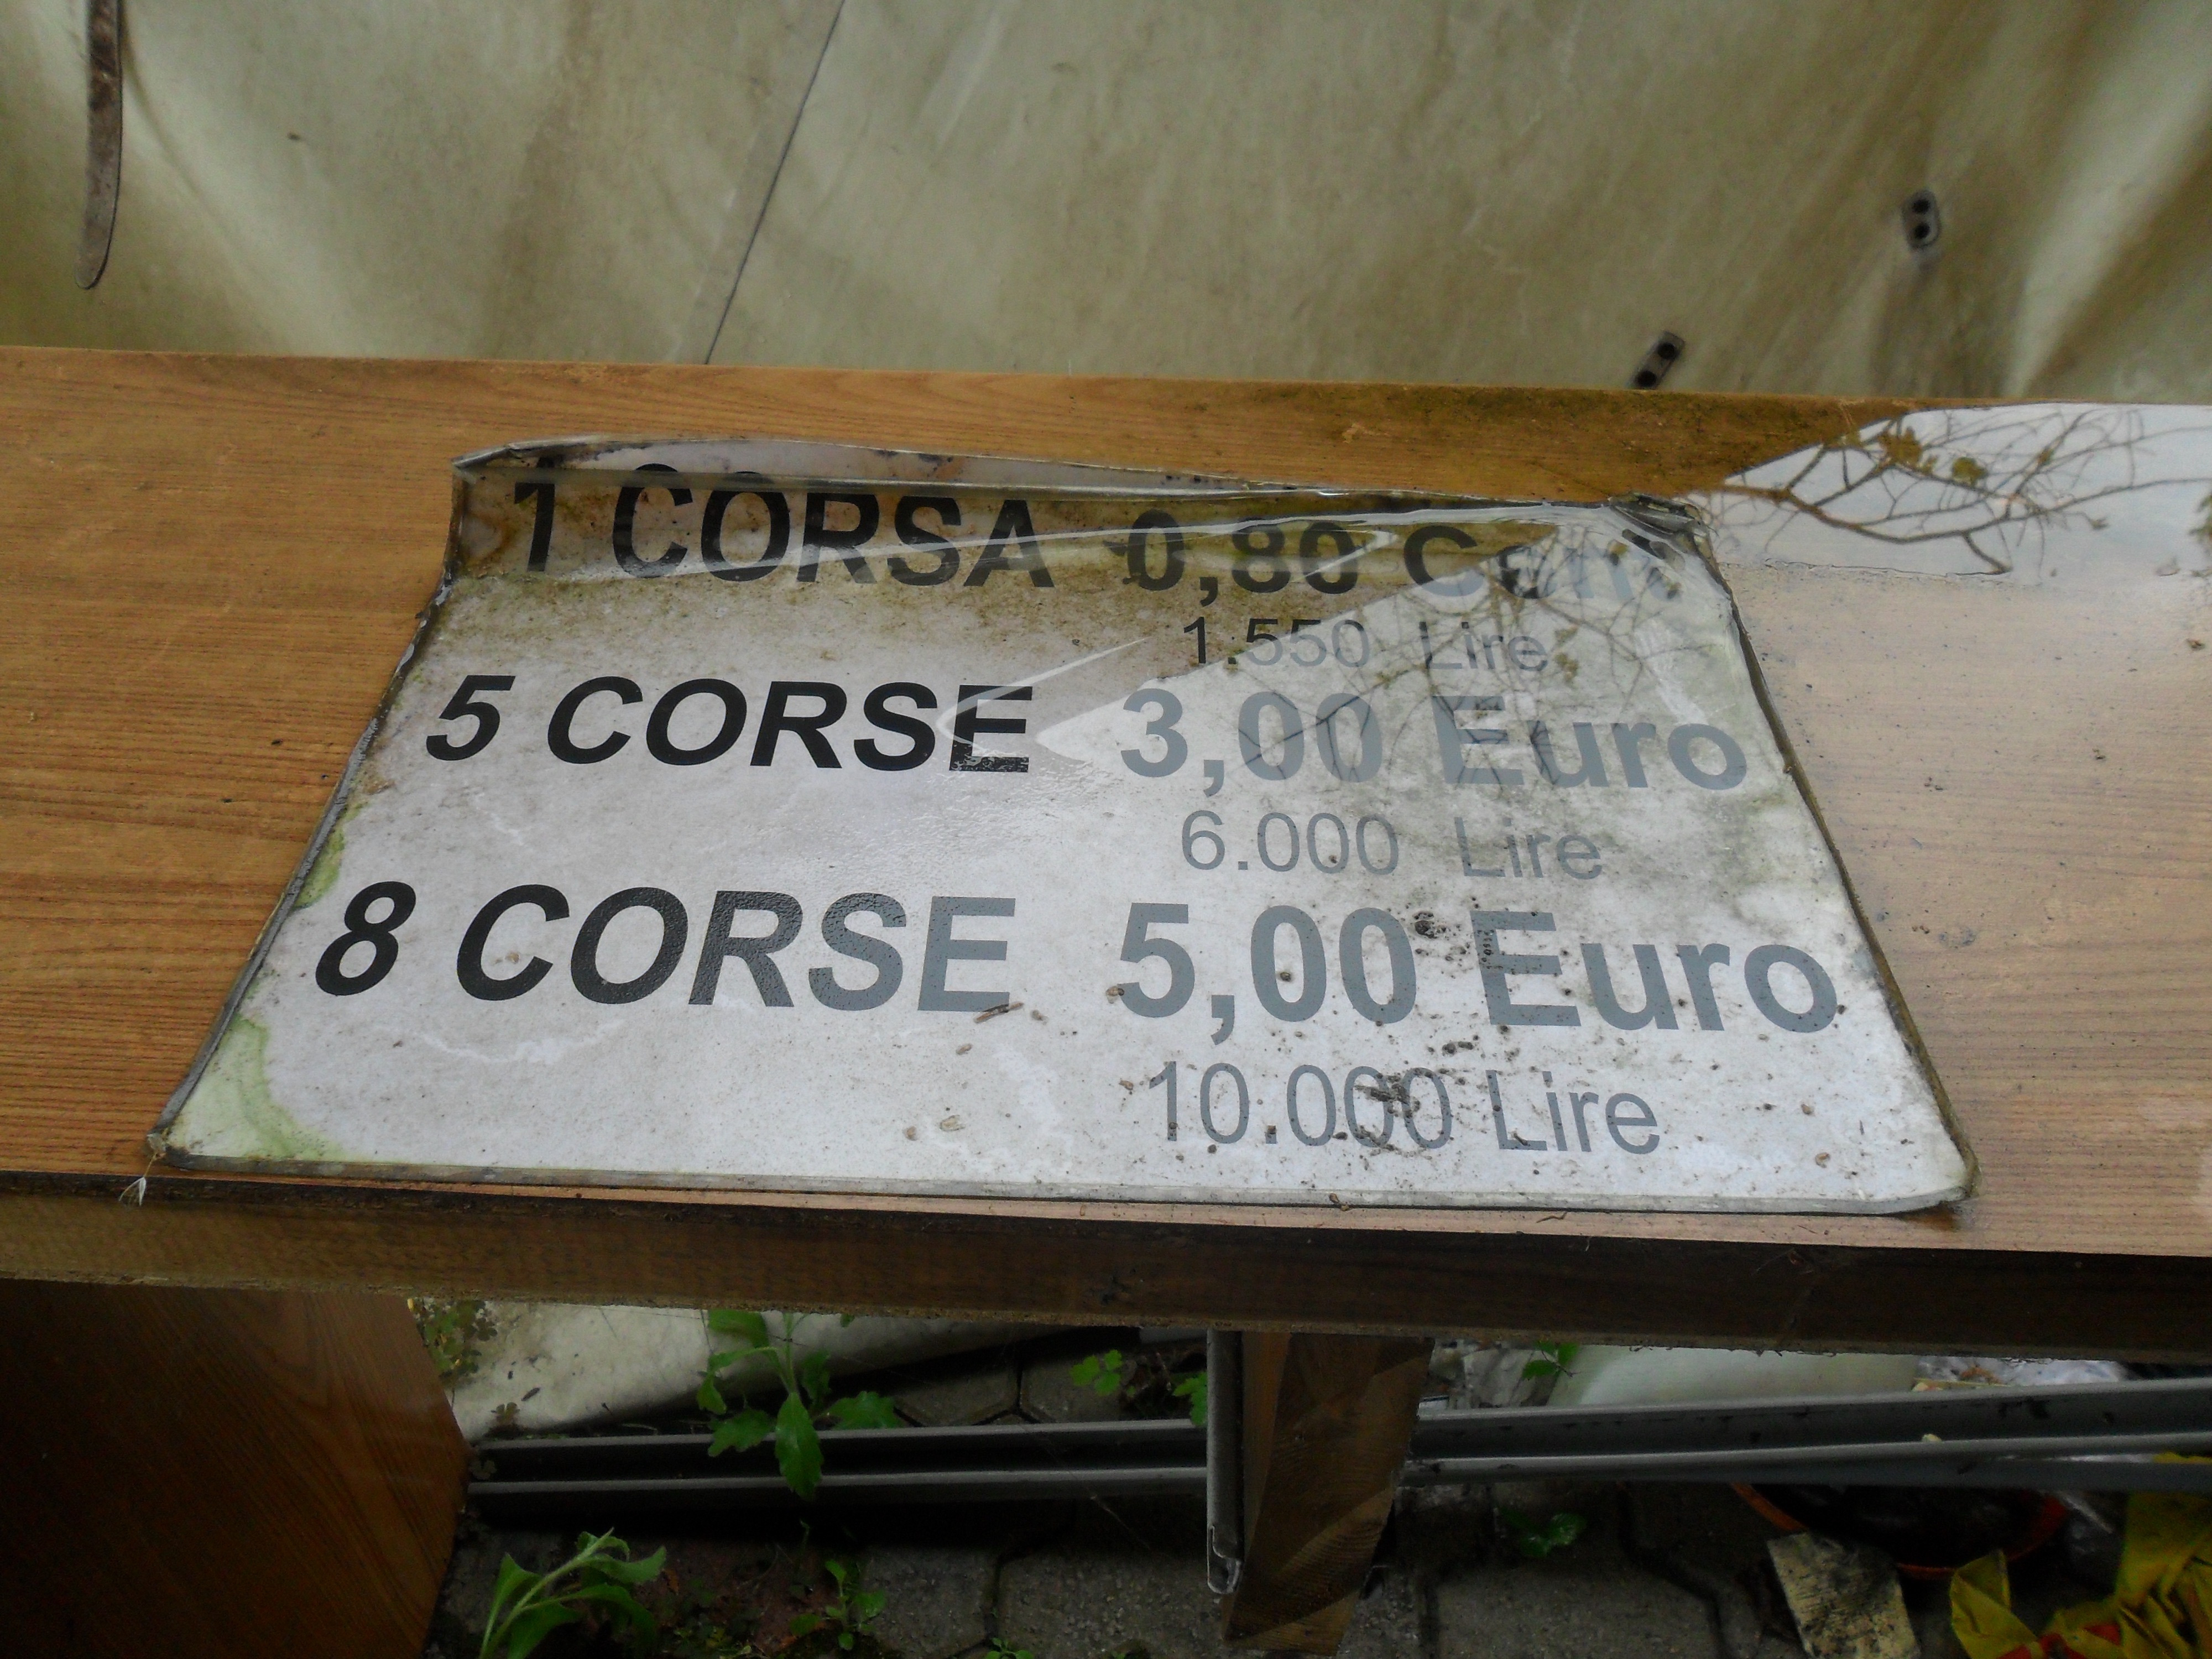 1 CORSA 0,80 Cent
1.550 Lire
5 CORSE 3,00 Euro
6.000 Lire
8 CORSE 5,00 Euro
10.000 Lire